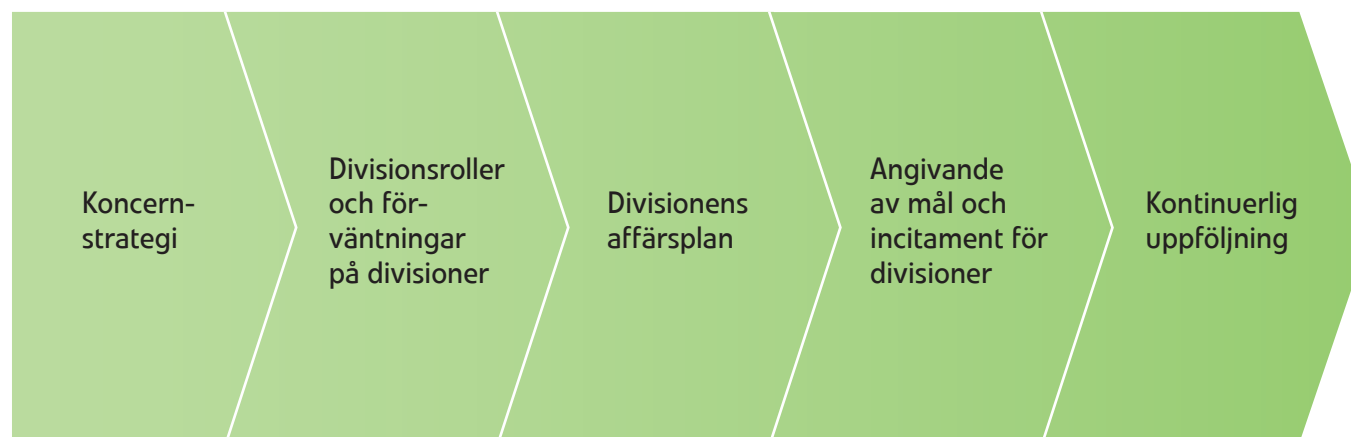 Koncern-
strategi
Divisionsroller
och för-
väntningar
på divisioner
Divisionens
affärsplan
Angivande
av mål och
incitament för
divisioner
Kontinuerlig
uppföljning